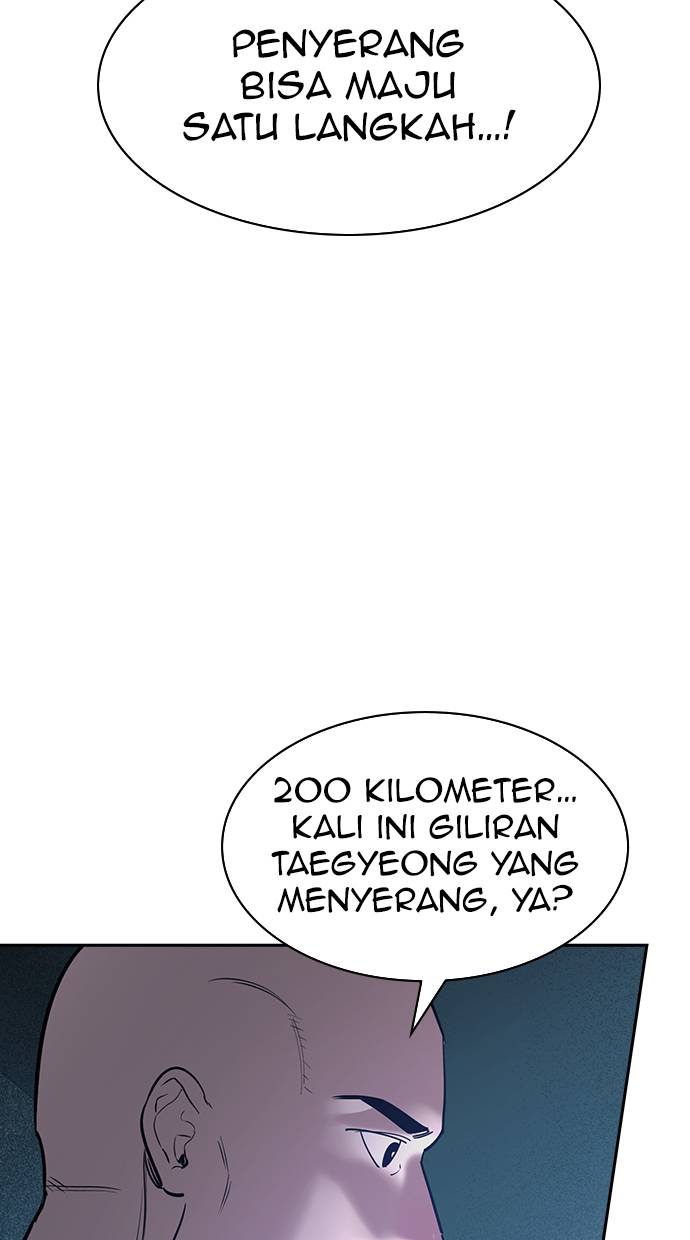 PENYERANG
BISA MAJU
SATU LANGKAH...!
200 KILOMETER...
KALI INI GILIRAN
TAEGYEONG YANG
MENYERANG, YA?